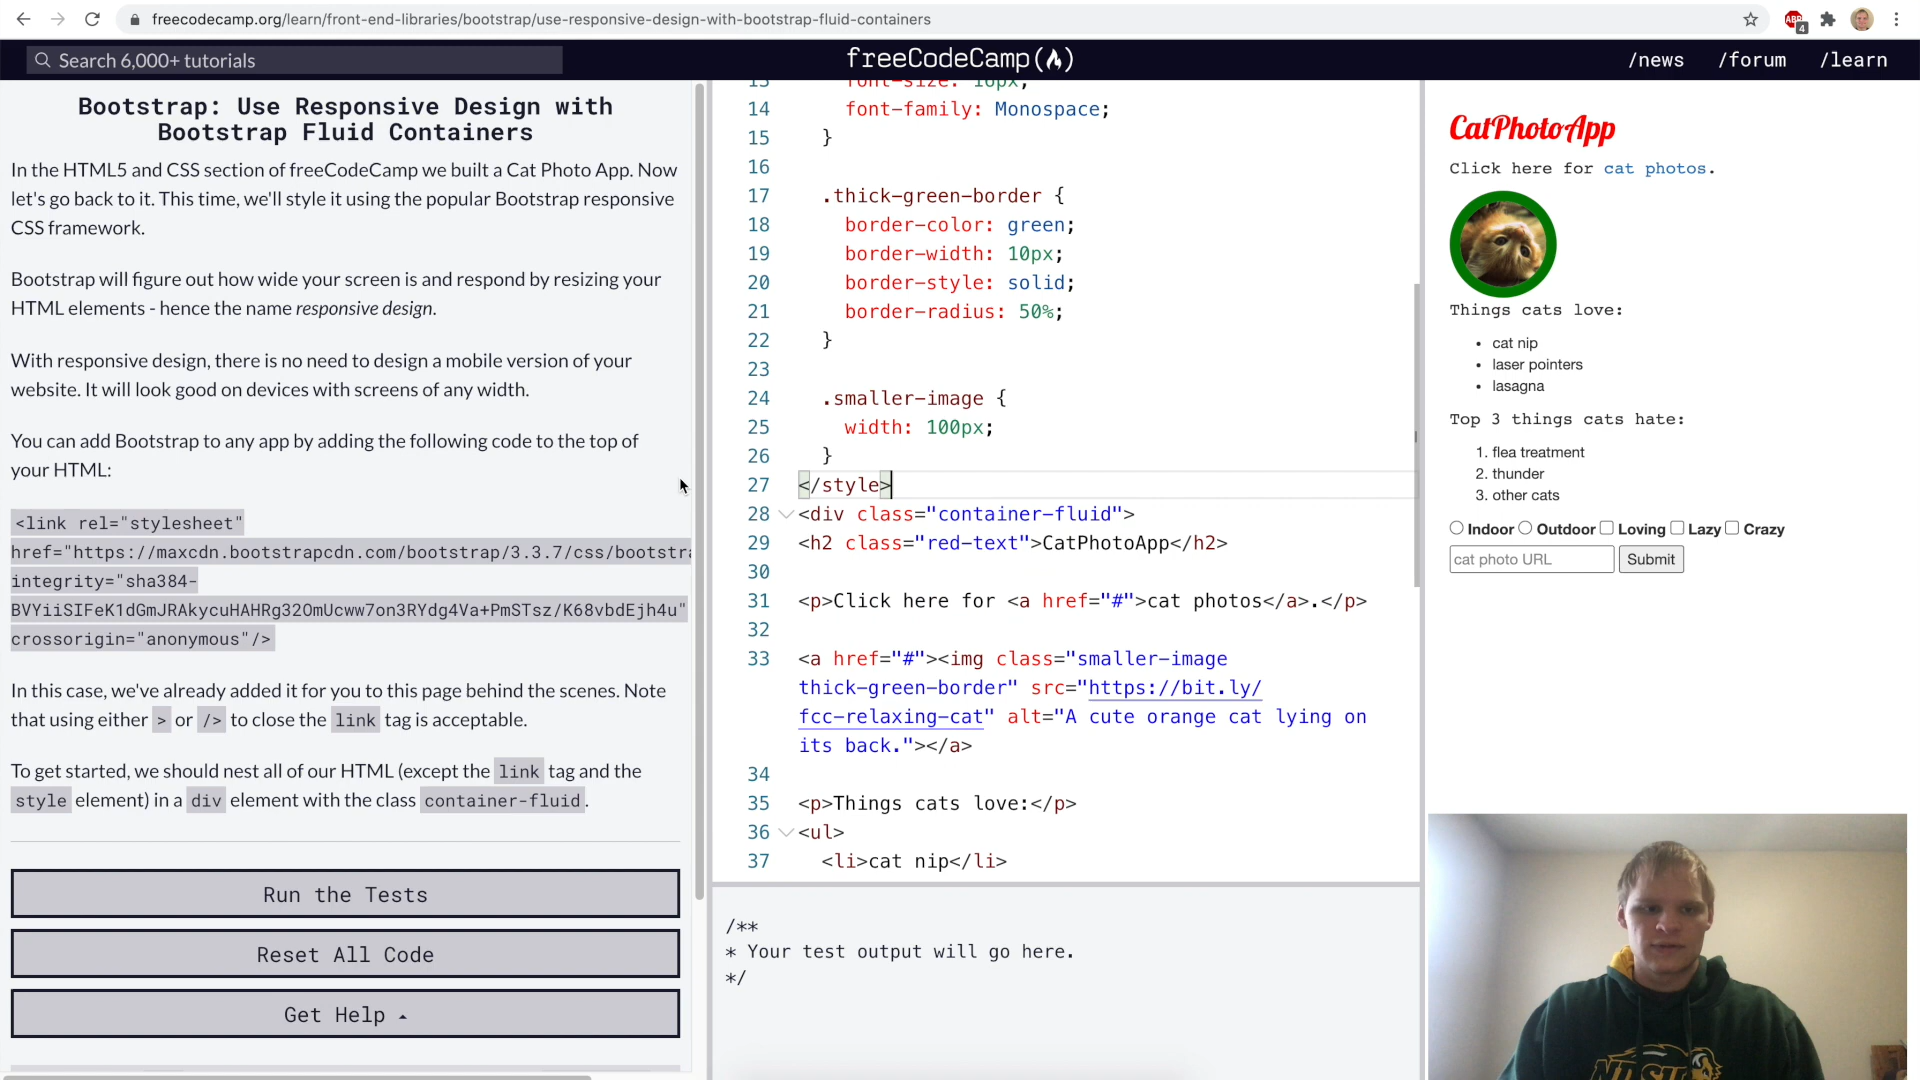 freecodecamp.org/learn/front-end-libraries/bootstrap/use-responsive-design-with-bootstrap-fluid-containers
ABP
4
Search 6,000+ tutorials
freeCodeCamp
/news
/forum
/learn
Bootstrap: Use Responsive Design with
Bootstrap Fluid Containers
In the HTML5 and CSS section of freeCodeCamp we built a Cat Photo App. Now
let's go back to it. This time, we'll style it using the popular Bootstrap responsive
CSS framework.
Bootstrap will figure out how wide your screen is and respond by resizing your
HTML elements - hence the name responsive design.
With responsive design, there is no need to design a mobile version of your
website. It will look good on devices with screens of any width.
You can add Bootstrap to any app by adding the following code to the top of
your HTML:
<link rel="stylesheet"
href="https://maxcdn.bootstrapcdn.com/bootstrap/3.3.7/css/bootstra
integrity="sha384-
BVYiiSIFeK1dGmJRAkycuHAHRg32OmUcww7on3RYdg4Va+PmSTsz/K68vbdEjh4u"
crossorigin="anonymous"/>
In this case, we've already added it for you to this page behind the scenes. Note
that using either > or /> to close the link tag is acceptable.
To get started, we should nest all of our HTML (except the link tag and the
style element) in a div element with the class container-fluid.
Run the Tests
Reset All Code
Get Help
13 font-size: 16px;
14 font-family: Monospace;
15 }
16
17 .thick-green-border {
18 border-color: green;
19 border-width: 10px;
20 border-style: solid;
21 border-radius: 50%;
22 }
23
24 .smaller-image {
25 width: 100px;
26 }
27 </style>
28 <div class="container-fluid">
29 <h2 class="red-text">CatPhotoApp</h2>
30
31 <p>Click here for <a href="#">cat photos</a>.</p>
32
33 <a href="#"><img class="smaller-image
thick-green-border" src="https://bit.ly/
fcc-relaxing-cat" alt="A cute orange cat lying on
its back."></a>
34
35 <p>Things cats love:</p>
36 <ul>
37 <li>cat nip</li>
/**
* Your test output will go here.
*/
CatPhotoApp
Click here for cat photos.
Things cats love:
• cat nip
• laser pointers
• lasagna
Top 3 things cats hate:
1. flea treatment
2. thunder
3. other cats
Indoor Outdoor Loving Lazy Crazy
cat photo URL Submit